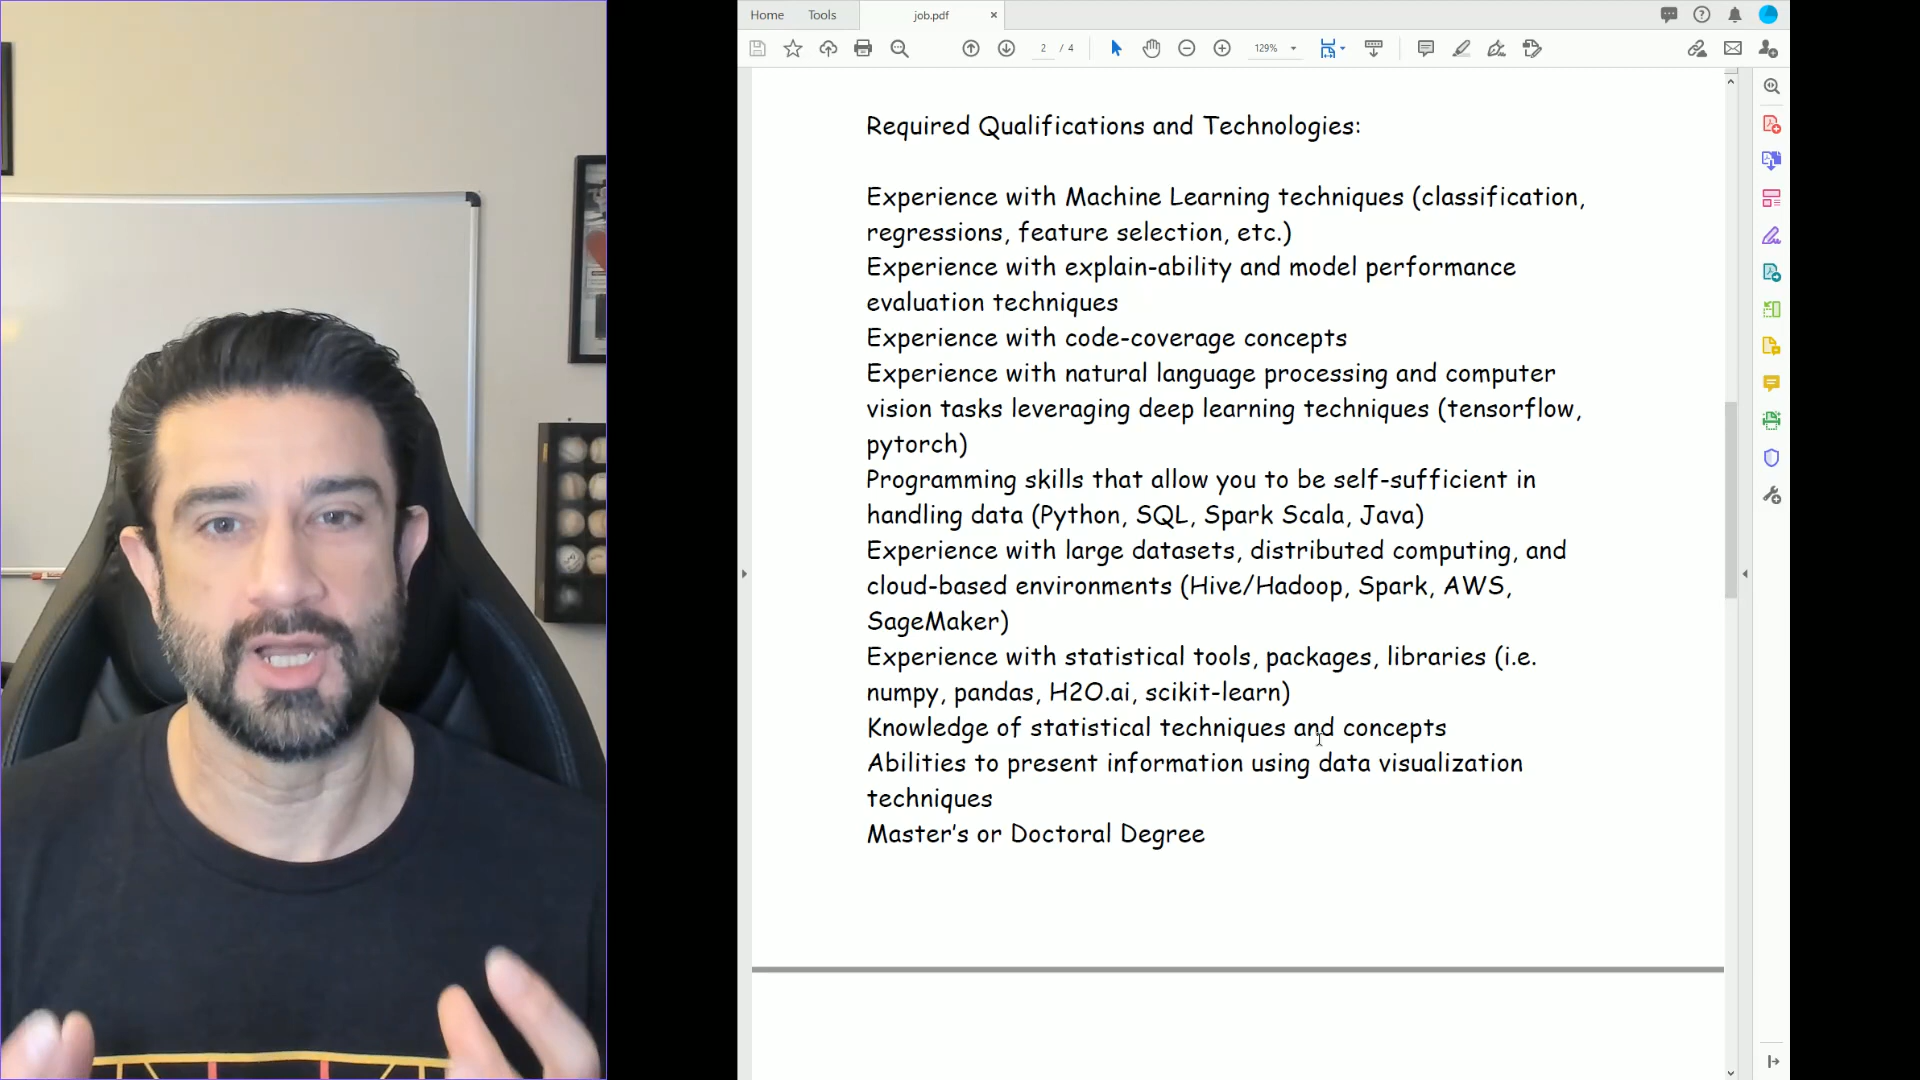 Home Tools job.pdf
2 / 4 129%
Required Qualifications and Technologies:
Experience with Machine Learning techniques (classification,
regressions, feature selection, etc.)
Experience with explain-ability and model performance
evaluation techniques
Experience with code-coverage concepts
Experience with natural language processing and computer
vision tasks leveraging deep learning techniques (tensorflow,
pytorch)
Programming skills that allow you to be self-sufficient in
handling data (Python, SQL, Spark Scala, Java)
Experience with large datasets, distributed computing, and
cloud-based environments (Hive/Hadoop, Spark, AWS,
SageMaker)
Experience with statistical tools, packages, libraries (i.e.
numpy, pandas, H2O.ai, scikit-learn)
Knowledge of statistical techniques and concepts
Abilities to present information using data visualization
techniques
Master's or Doctoral Degree